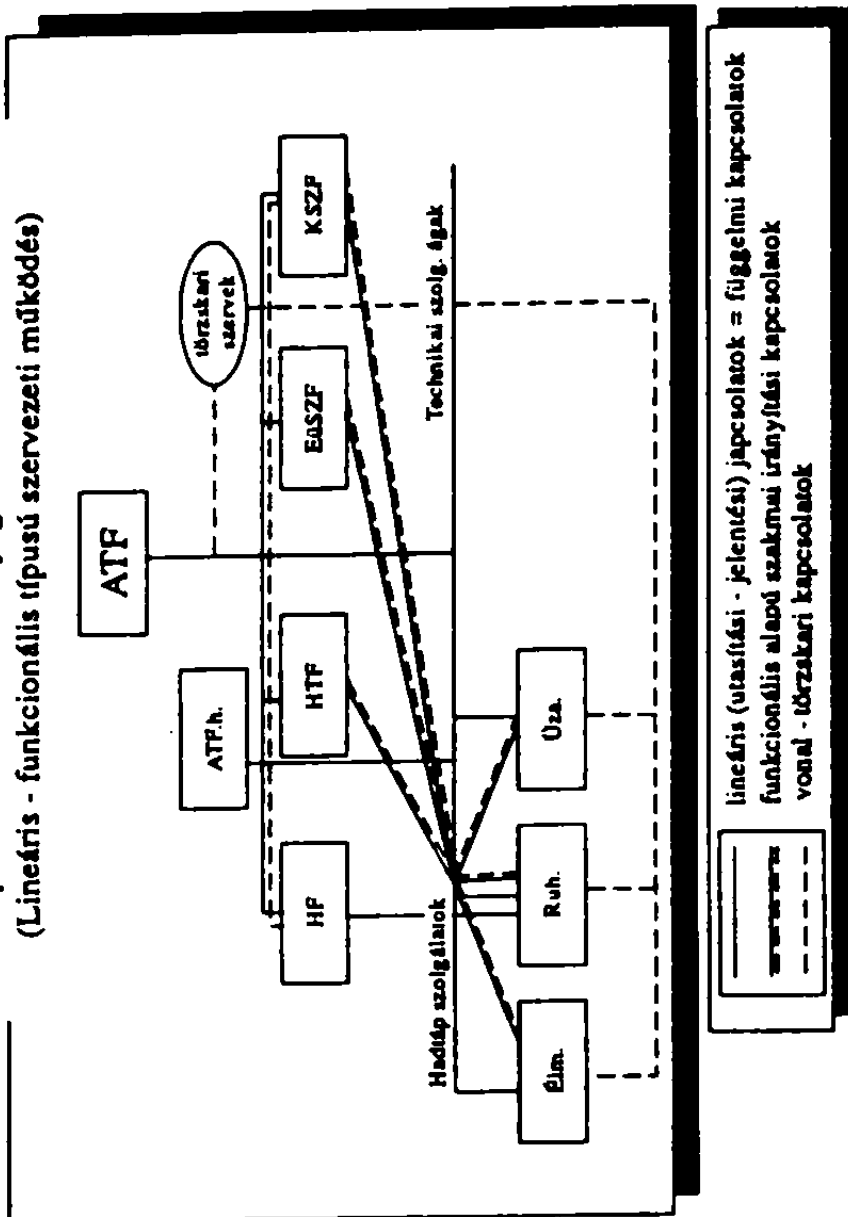 (Lineáris - funkcionális típusú szervezeti működés)
ATF
ATF.h.
törzskari
szervek
HF
HTF
EüSZF
KSZF
Hadtáp szolgálatok
Technikai szolg. ágak
Élm.
Ruh.
Üza.
lineáris (utasítási - jelentési) japcsolatok = függelmi kapcsolatok
funkcionális alapú szakmai irányítási kapcsolatok
vonal - törzskari kapcsolatok